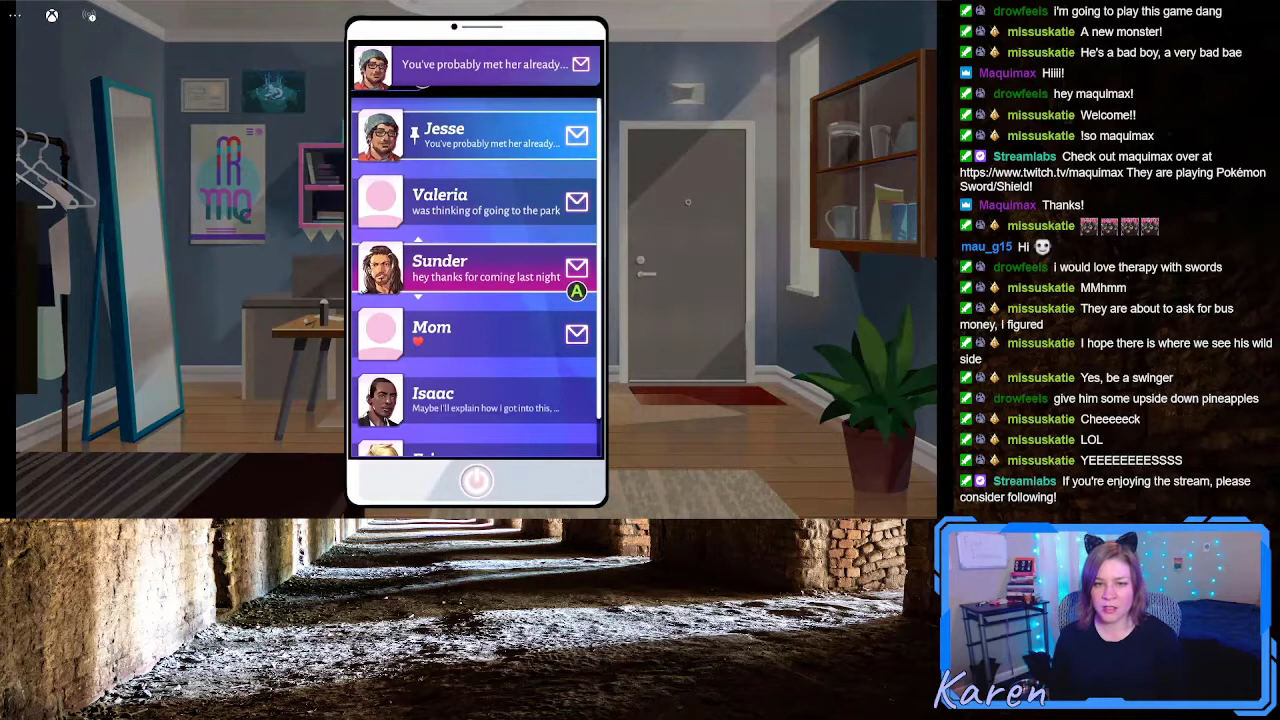 You've probably met her already...
Jesse
You've probably met her already...
Valeria
was thinking of going to the park
Sunder
hey thanks for coming last night
A
Mom
Isaac
Maybe I'll explain how I got into this, ...
drowfeels i'm going to play this game dang
missuskatie A new monster!
missuskatie He's a bad boy, a very bad bae
Maquimax Hiiii!
drowfeels hey maquimax!
missuskatie Welcome!!
missuskatie !so maquimax
Streamlabs Check out maquimax over at
https://www.twitch.tv/maquimax They are playing Pokémon
Sword/Shield!
Maquimax Thanks!
missuskatie
mau_g15 Hi
drowfeels i would love therapy with swords
missuskatie MMhmm
missuskatie They are about to ask for bus
money, i figured
missuskatie I hope there is where we see his wild
side
missuskatie Yes, be a swinger
drowfeels give him some upside down pineapples
missuskatie Cheeeeeck
missuskatie LOL
missuskatie YEEEEEEEESSSS
Streamlabs If you're enjoying the stream, please
consider following!
Karen